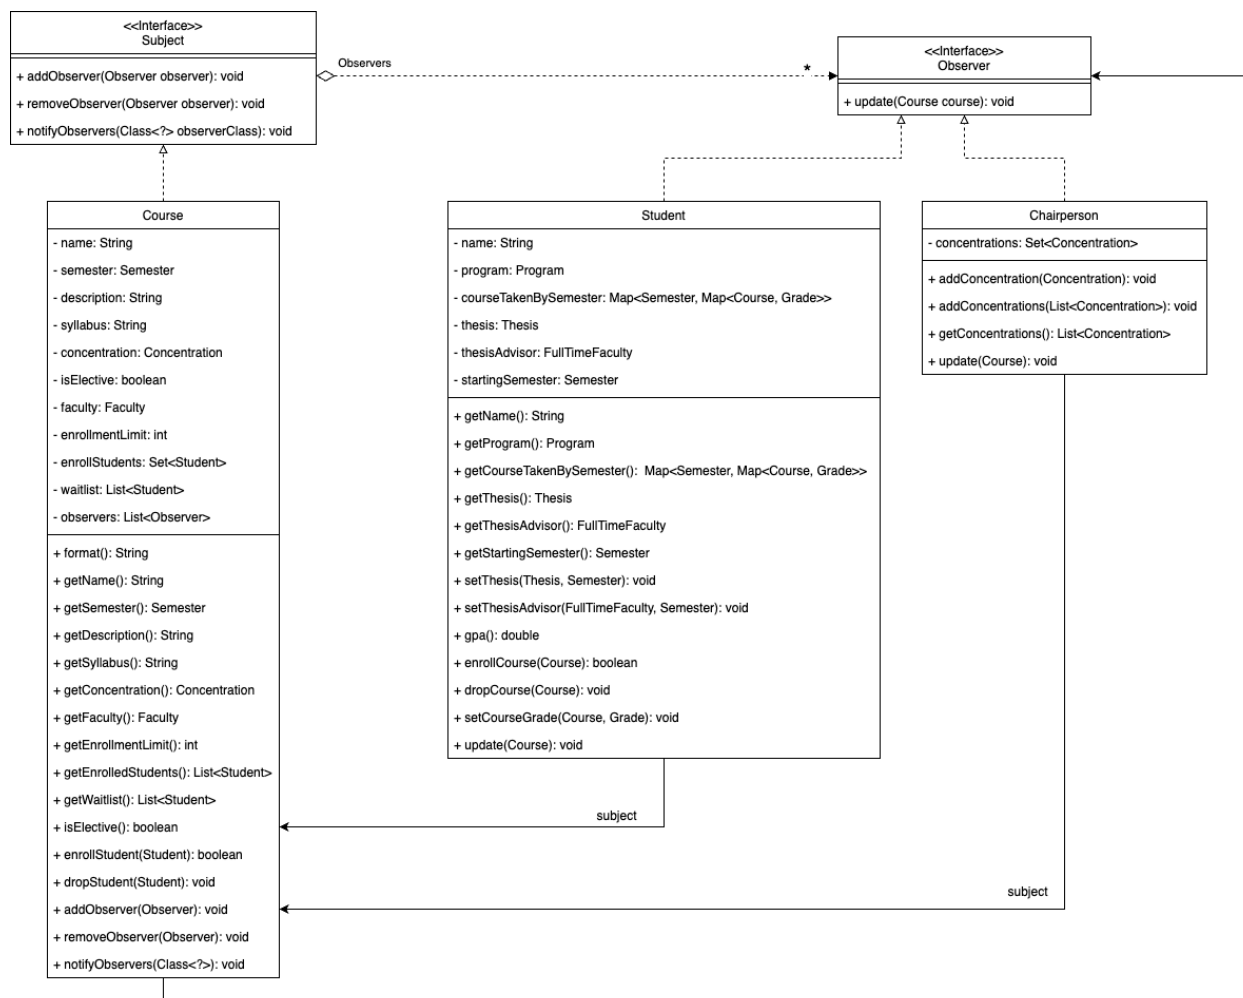 <<Interface>>
Subject
+ addObserver(Observer observer): void
+ removeObserver(Observer observer): void
+ notifyObservers(Class<?> observerClass): void
Observers
*
<<Interface>>
Observer
+ update(Course course): void
Course
- name: String
- semester: Semester
- description: String
- syllabus: String
- concentration: Concentration
- isElective: boolean
- faculty: Faculty
- enrollmentLimit: int
- enrollStudents: Set<Student>
- waitlist: List<Student>
- observers: List<Observer>
+ format(): String
+ getName(): String
+ getSemester(): Semester
+ getDescription(): String
+ getSyllabus(): String
+ getConcentration(): Concentration
+ getFaculty(): Faculty
+ getEnrollmentLimit(): int
+ getEnrolledStudents(): List<Student>
+ getWaitlist(): List<Student>
+ isElective(): boolean
+ enrollStudent(Student): boolean
+ dropStudent(Student): void
+ addObserver(Observer): void
+ removeObserver(Observer): void
+ notifyObservers(Class<?>): void
Student
- name: String
- program: Program
- courseTakenBySemester: Map<Semester, Map<Course, Grade>>
- thesis: Thesis
- thesisAdvisor: FullTimeFaculty
- startingSemester: Semester
+ getName(): String
+ getProgram(): Program
+ getCourseTakenBySemester(): Map<Semester, Map<Course, Grade>>
+ getThesis(): Thesis
+ getThesisAdvisor(): FullTimeFaculty
+ getStartingSemester(): Semester
+ setThesis(Thesis, Semester): void
+ setThesisAdvisor(FullTimeFaculty, Semester): void
+ gpa(): double
+ enrollCourse(Course): boolean
+ dropCourse(Course): void
+ setCourseGrade(Course, Grade): void
+ update(Course): void
Chairperson
- concentrations: Set<Concentration>
+ addConcentration(Concentration): void
+ addConcentrations(List<Concentration>): void
+ getConcentrations(): List<Concentration>
+ update(Course): void
subject
subject